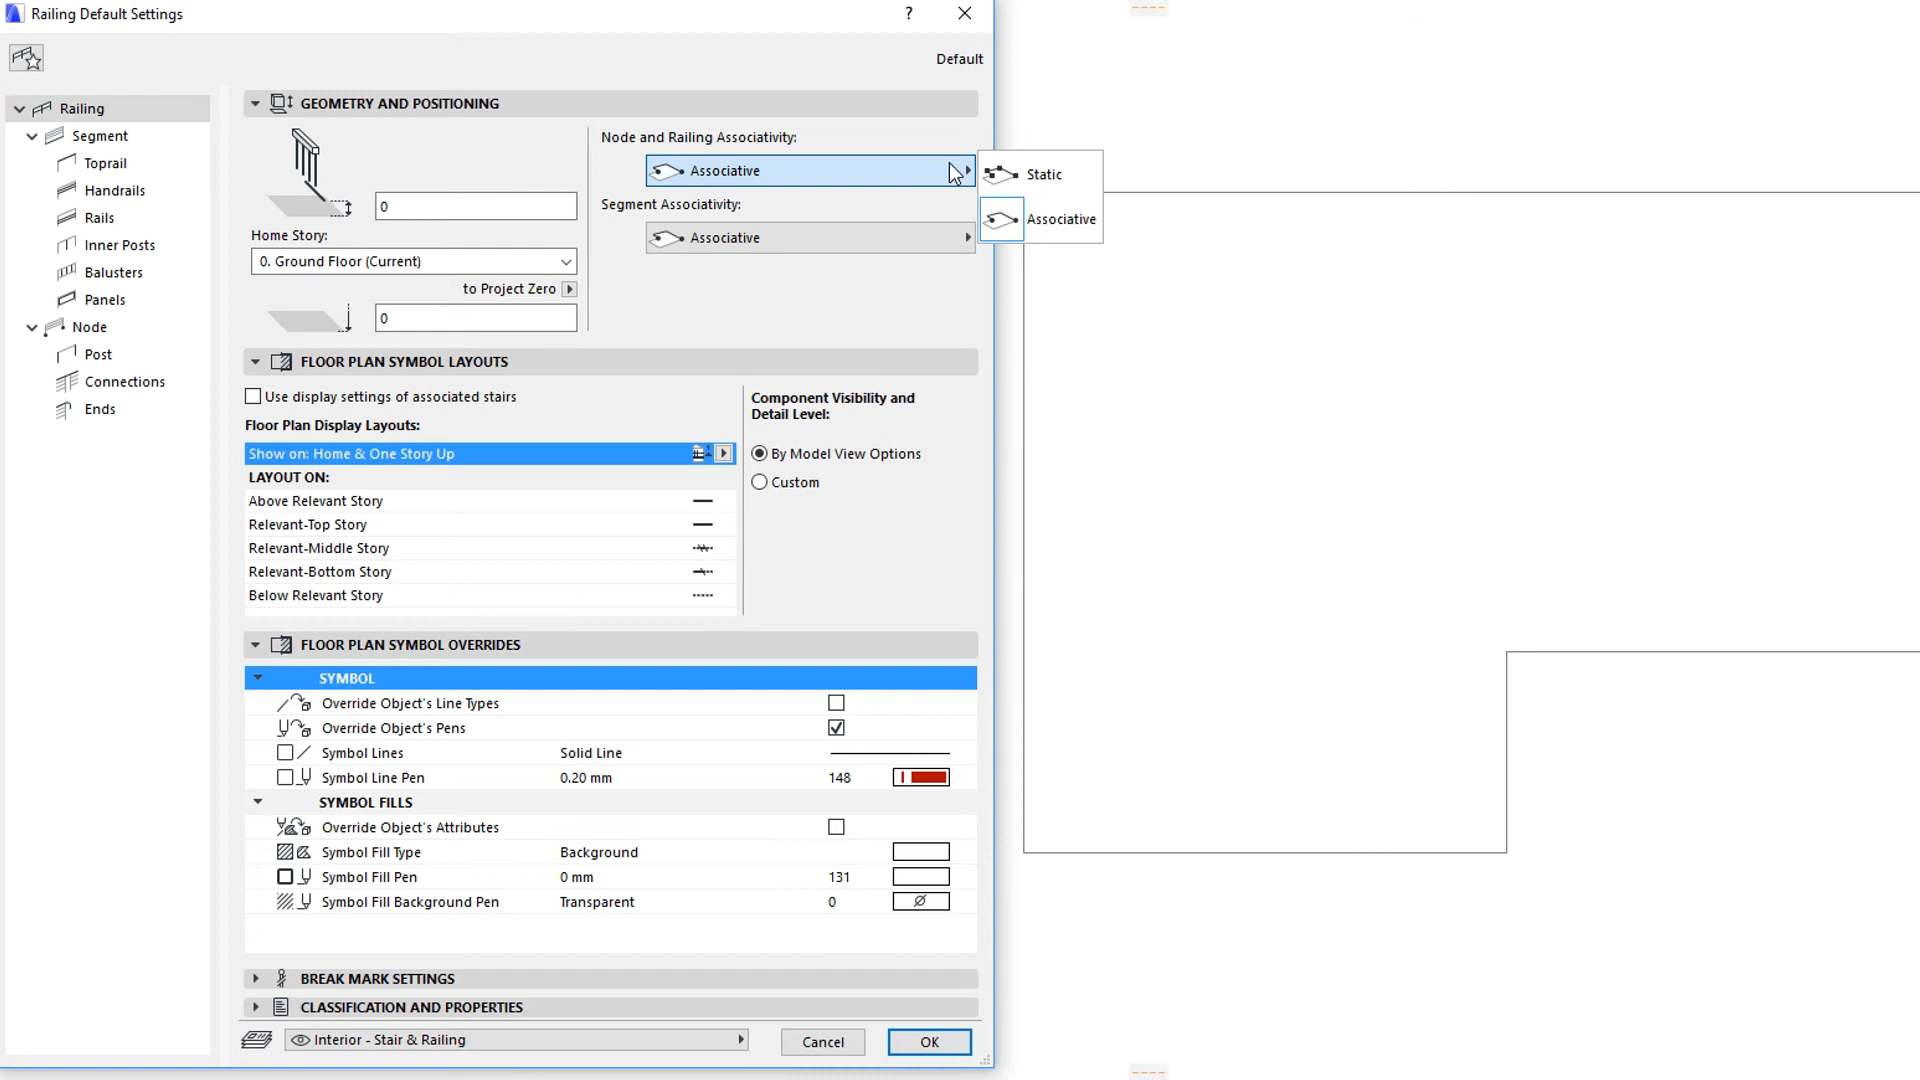 Railing Default Settings
?
Default
Railing
Segment
Toprail
Handrails
Rails
Inner Posts
Balusters
Panels
Node
Post
Connections
Ends
GEOMETRY AND POSITIONING
0
Home Story:
0. Ground Floor (Current)
to Project Zero
0
Node and Railing Associativity:
Associative
Segment Associativity:
Associative
Static
Associative
FLOOR PLAN SYMBOL LAYOUTS
Use display settings of associated stairs
Floor Plan Display Layouts:
Show on: Home & One Story Up
LAYOUT ON:
Above Relevant Story
Relevant-Top Story
Relevant-Middle Story
Relevant-Bottom Story
Below Relevant Story
Component Visibility and
Detail Level:
By Model View Options
Custom
FLOOR PLAN SYMBOL OVERRIDES
SYMBOL
Override Object's Line Types
Override Object's Pens
Symbol Lines Solid Line
Symbol Line Pen 0.20 mm 148
SYMBOL FILLS
Override Object's Attributes
Symbol Fill Type Background
Symbol Fill Pen 0 mm 131
Symbol Fill Background Pen Transparent 0
BREAK MARK SETTINGS
CLASSIFICATION AND PROPERTIES
Interior - Stair & Railing
Cancel
OK